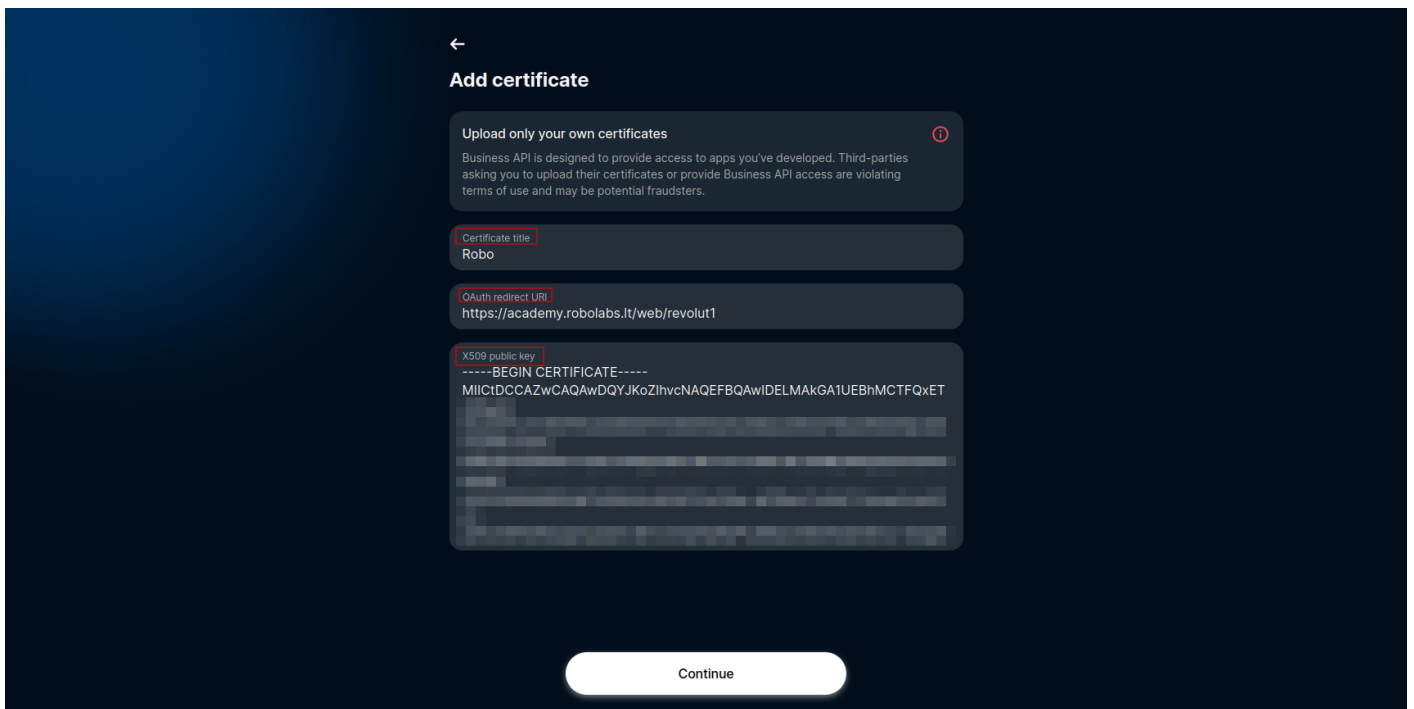 Add certificate
Upload only your own certificates
Business API is designed to provide access to apps you've developed. Third-parties
asking you to upload their certificates or provide Business API access are violating
terms of use and may be potential fraudsters.
Certificate title
Robo
OAuth redirect URI
https://academy.robolabs.lt/web/revolut1
X509 public key
-----BEGIN CERTIFICATE-----
MIICtDCCAZwCAQAwDQYJKoZIhvcNAQEFBQAwIDELMAkGA1UEBhMCTFQxET
Continue